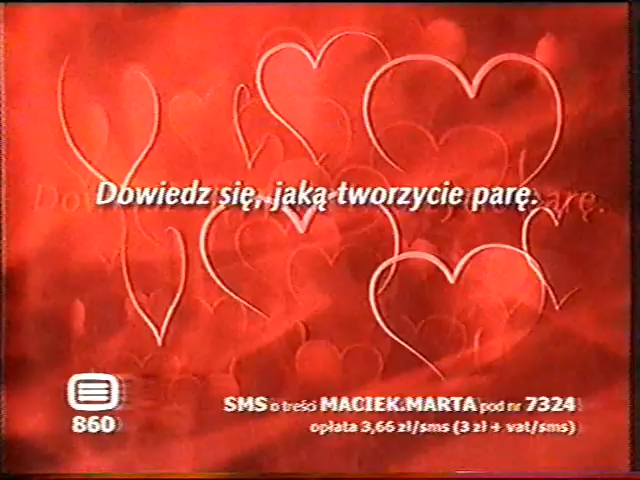 Dowiedz się, jaką tworzycie parę.
SMS o treści MACIEK.MARTA pod nr 7324
860
opłata 3,66 zł/sms (3 zł + vat/sms)